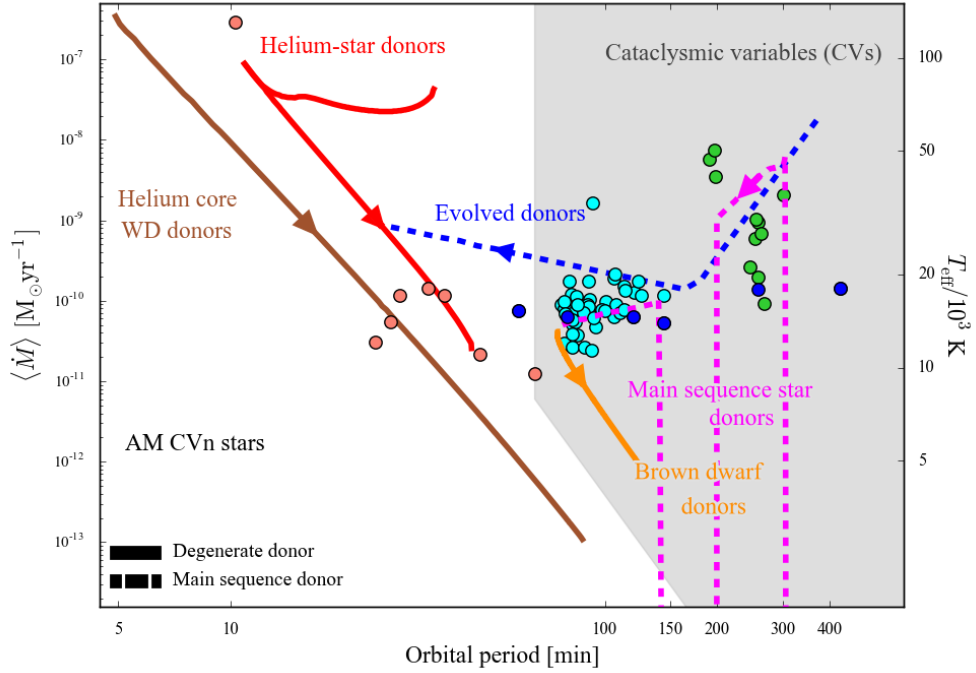 Helium-star donors
Cataclysmic variables (CVs)
Helium core
WD donors
Evolved donors
Main sequence star
donors
Brown dwarf
donors
AM CVn stars
Degenerate donor
Main sequence donor
⟨Ṁ⟩ [M⊙yr⁻¹]
10⁻⁷
10⁻⁸
10⁻⁹
10⁻¹⁰
10⁻¹¹
10⁻¹²
10⁻¹³
T_eff/10³ K
100
50
20
10
5
5
10
100
150
200
300
400
Orbital period [min]